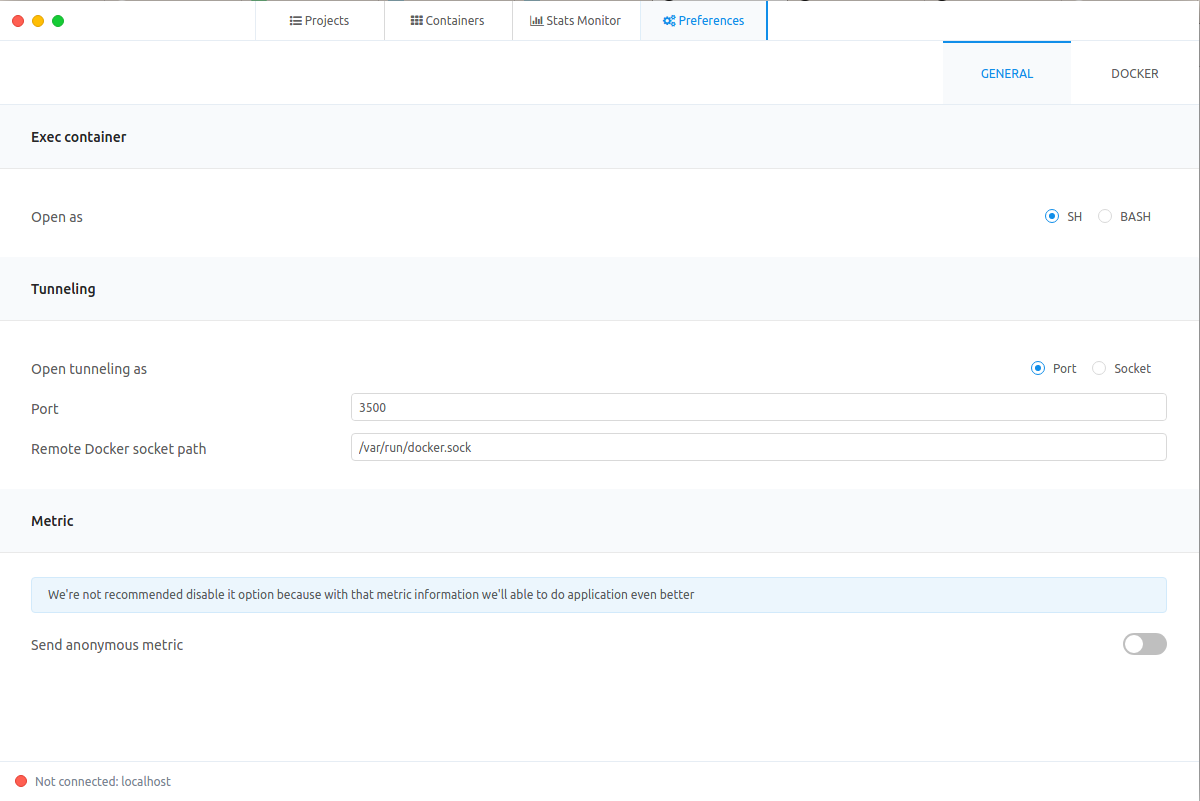 Projects Containers Stats Monitor Preferences
GENERAL DOCKER
Exec container
Open as SH BASH
Tunneling
Open tunneling as Port Socket
Port 3500
Remote Docker socket path /var/run/docker.sock
Metric
We're not recommended disable it option because with that metric information we'll able to do application even better
Send anonymous metric
Not connected: localhost